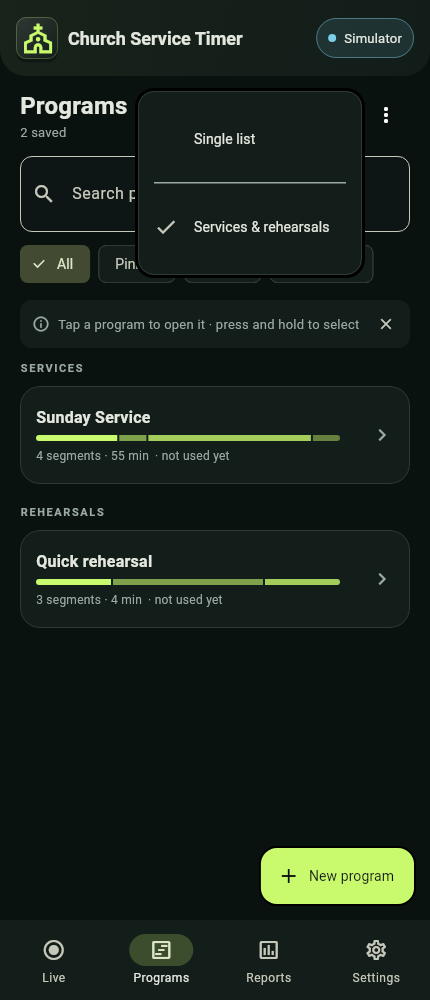 Church Service Timer
Simulator
Programs
2 saved
Single list
Services & rehearsals
Search
All
Tap a program to open it · press and hold to select
SERVICES
Sunday Service
4 segments · 55 min · not used yet
REHEARSALS
Quick rehearsal
3 segments · 4 min · not used yet
New program
Live
Programs
Reports
Settings